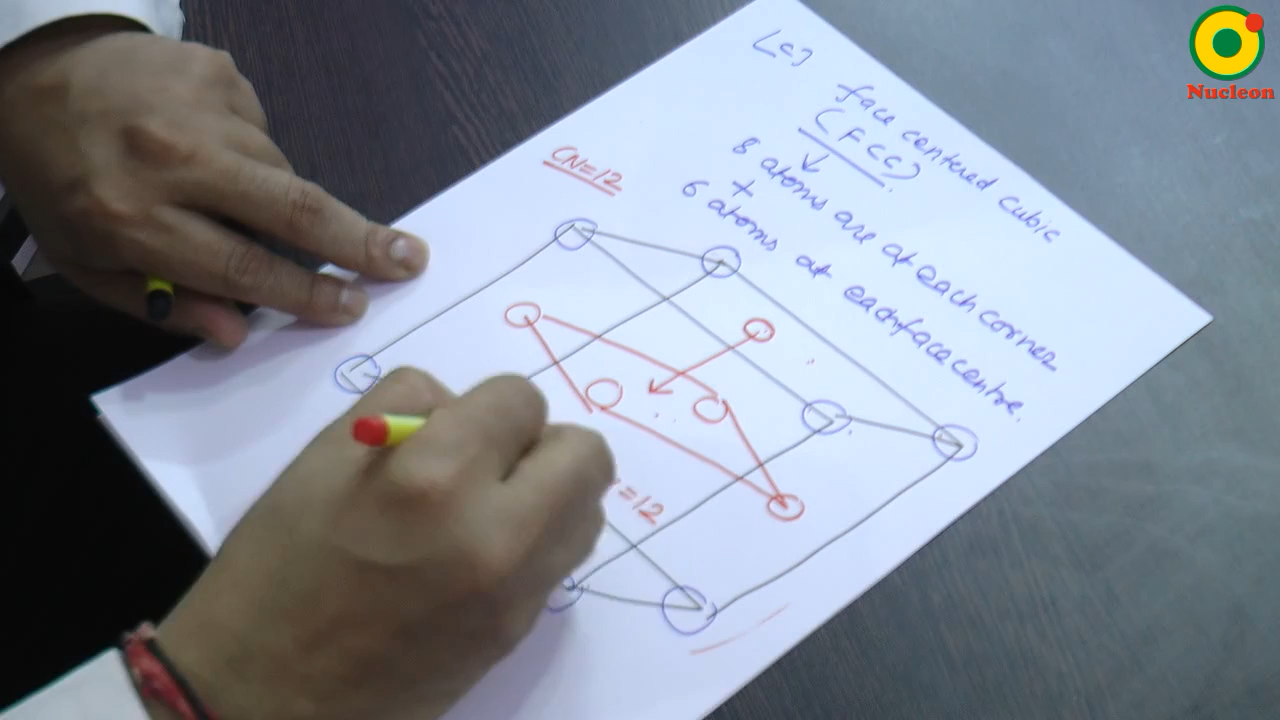 (c) face centered cubic
(FCC)
8 atoms are at each corner
+
6 atoms at each face centre.
CN=12
=12
Nucleon